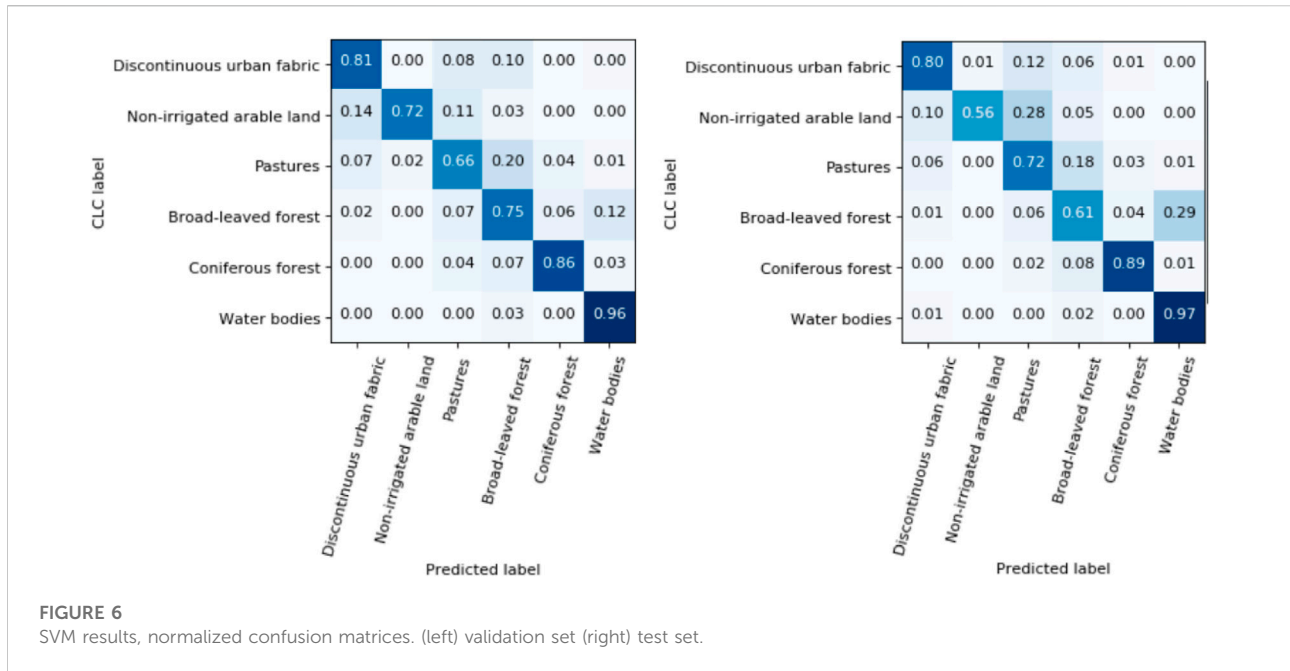 Discontinuous urban fabric 0.81 0.00 0.08 0.10 0.00 0.00
Non-irrigated arable land 0.14 0.72 0.11 0.03 0.00 0.00
Pastures 0.07 0.02 0.66 0.20 0.04 0.01
Broad-leaved forest 0.02 0.00 0.07 0.75 0.06 0.12
Coniferous forest 0.00 0.00 0.04 0.07 0.86 0.03
Water bodies 0.00 0.00 0.00 0.03 0.00 0.96
CLC label
Discontinuous urban fabric
Non-irrigated arable land
Pastures
Broad-leaved forest
Coniferous forest
Water bodies
Predicted label
Discontinuous urban fabric 0.80 0.01 0.12 0.06 0.01 0.00
Non-irrigated arable land 0.10 0.56 0.28 0.05 0.00 0.00
Pastures 0.06 0.00 0.72 0.18 0.03 0.01
Broad-leaved forest 0.01 0.00 0.06 0.61 0.04 0.29
Coniferous forest 0.00 0.00 0.02 0.08 0.89 0.01
Water bodies 0.01 0.00 0.00 0.02 0.00 0.97
CLC label
Discontinuous urban fabric
Non-irrigated arable land
Pastures
Broad-leaved forest
Coniferous forest
Water bodies
Predicted label
FIGURE 6
SVM results, normalized confusion matrices. (left) validation set (right) test set.